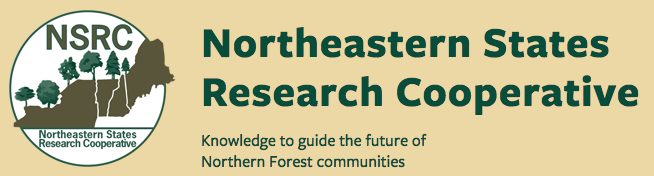 NSRC
Northeastern States
Research Cooperative
Northeastern States
Research Cooperative
Knowledge to guide the future of
Northern Forest communities